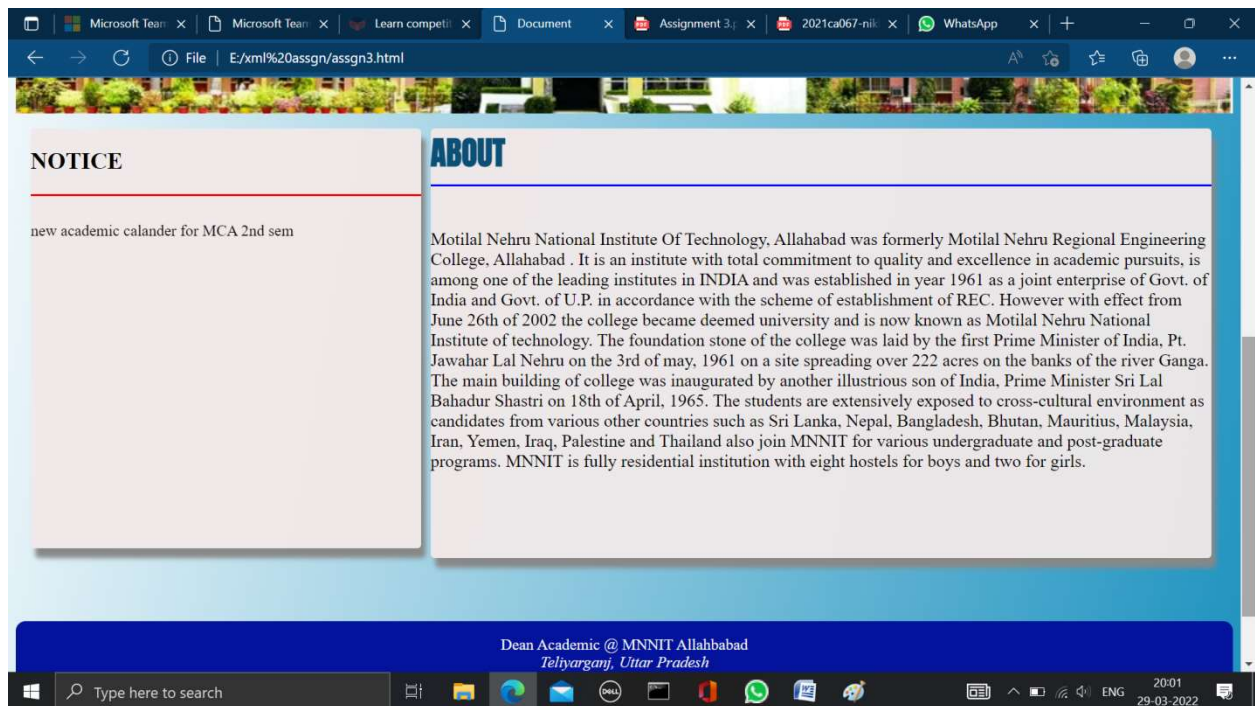 Microsoft Team
Microsoft Team
Learn competit
Document
Assignment 3.p
2021ca067-nik
WhatsApp
File
E:/xml%20assgn/assgn3.html
NOTICE
new academic calander for MCA 2nd sem
ABOUT
Motilal Nehru National Institute Of Technology, Allahabad was formerly Motilal Nehru Regional Engineering
College, Allahabad . It is an institute with total commitment to quality and excellence in academic pursuits, is
among one of the leading institutes in INDIA and was established in year 1961 as a joint enterprise of Govt. of
India and Govt. of U.P. in accordance with the scheme of establishment of REC. However with effect from
June 26th of 2002 the college became deemed university and is now known as Motilal Nehru National
Institute of technology. The foundation stone of the college was laid by the first Prime Minister of India, Pt.
Jawahar Lal Nehru on the 3rd of may, 1961 on a site spreading over 222 acres on the banks of the river Ganga.
The main building of college was inaugurated by another illustrious son of India, Prime Minister Sri Lal
Bahadur Shastri on 18th of April, 1965. The students are extensively exposed to cross-cultural environment as
candidates from various other countries such as Sri Lanka, Nepal, Bangladesh, Bhutan, Mauritius, Malaysia,
Iran, Yemen, Iraq, Palestine and Thailand also join MNNIT for various undergraduate and post-graduate
programs. MNNIT is fully residential institution with eight hostels for boys and two for girls.
Dean Academic @ MNNIT Allahbabad
Teliyarganj, Uttar Pradesh
Type here to search
DELL
ENG
20:01
29-03-2022